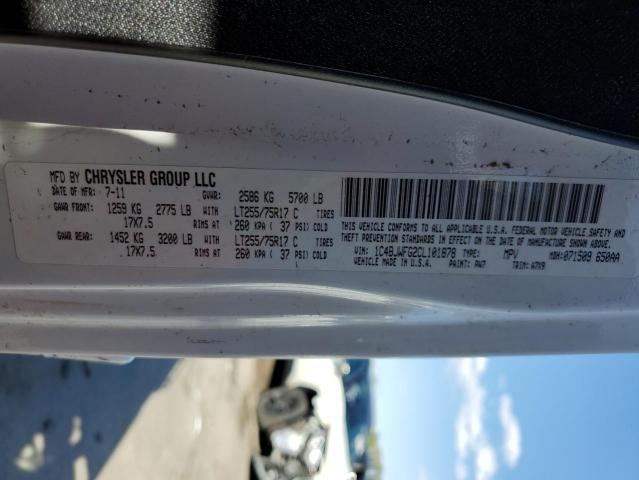 MFD BY CHRYSLER GROUP LLC
DATE OF MFR: 7-11 GVWR: 2586 KG 5700 LB
GAWR FRONT: 1259 KG 2775 LB WITH LT255/75R17 C TIRES
17X7.5 RIMS AT 260 KPA ( 37 PSI) COLD
GAWR REAR: 1452 KG 3200 LB WITH LT255/75R17 C TIRES
17X7.5 RIMS AT 260 KPA ( 37 PSI) COLD
THIS VEHICLE CONFORMS TO ALL APPLICABLE U.S.A. FEDERAL MOTOR VEHICLE SAFETY AND THEFT PREVENTION STANDARDS IN EFFECT ON THE DATE OF MANUFACTURE SHOWN ABOVE.
VIN: 1C4BJWFG2CL101878 TYPE: MPV MDH: 071509 650AA
VEHICLE MADE IN U.S.A. PAINT: PW7 TRIM: A7X9